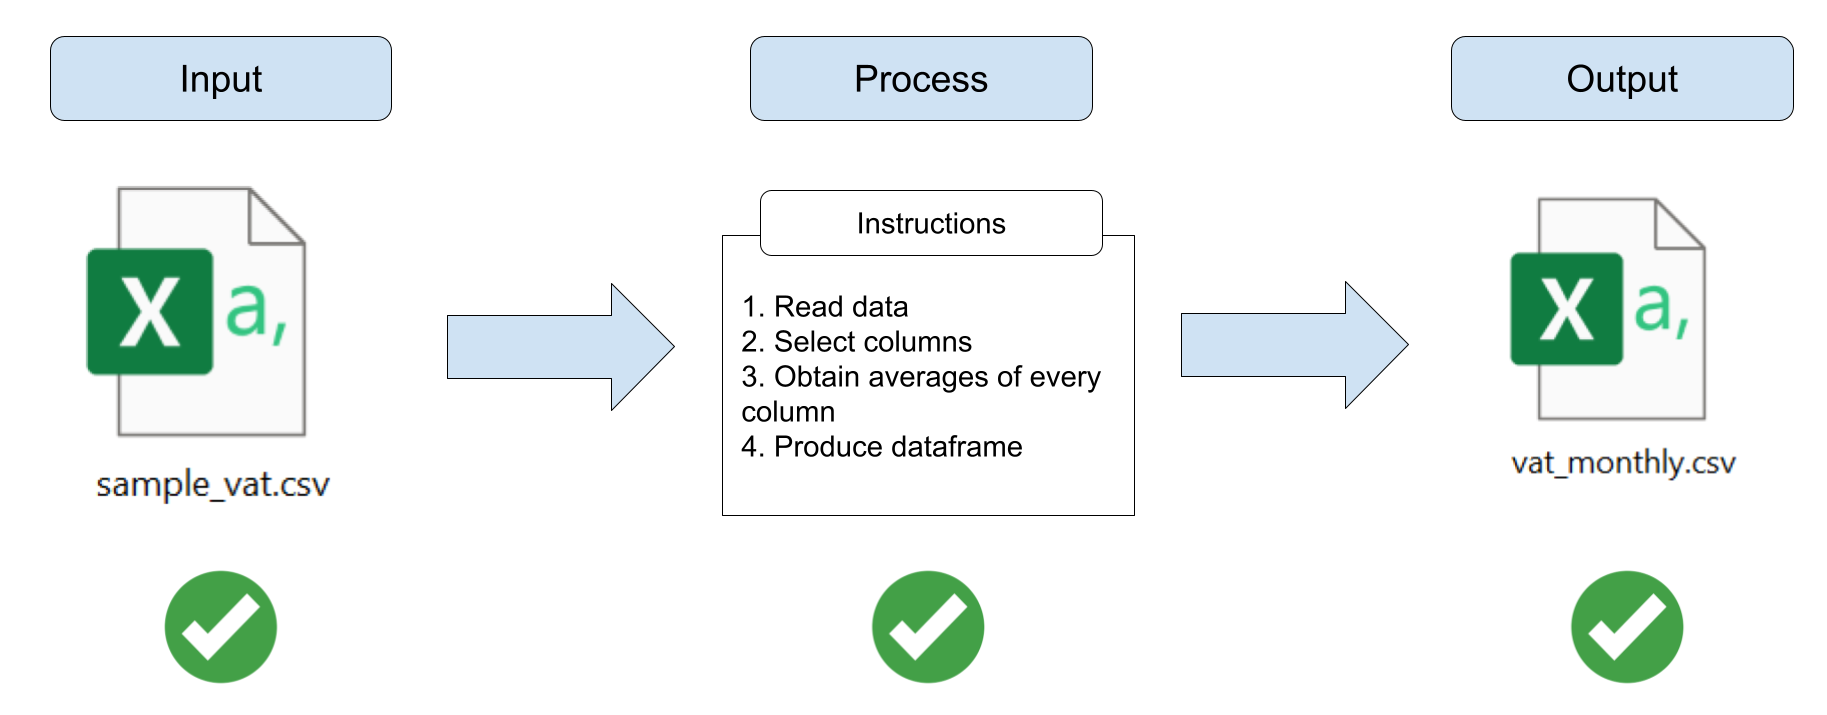 Input
Process
Output
Instructions
X a,
1. Read data
2. Select columns
3. Obtain averages of every
column
4. Produce dataframe
X a,
sample_vat.csv
vat_monthly.csv